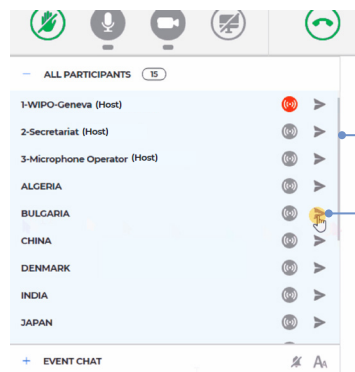 ALL PARTICIPANTS 15
1-WIPO-Geneva (Host)
2-Secretariat (Host)
3-Microphone Operator (Host)
ALGERIA
BULGARIA
CHINA
DENMARK
INDIA
JAPAN
+ EVENT CHAT AA